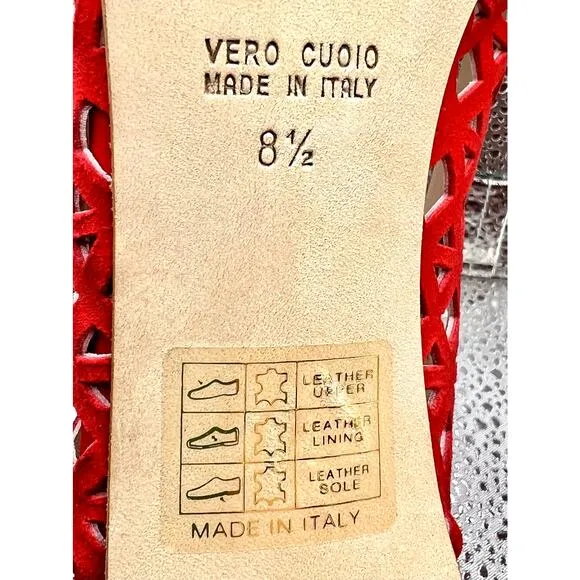 VERO CUOIO
MADE IN ITALY
8½
LEATHER
UPPER
LEATHER
LINING
LEATHER
SOLE
MADE IN ITALY